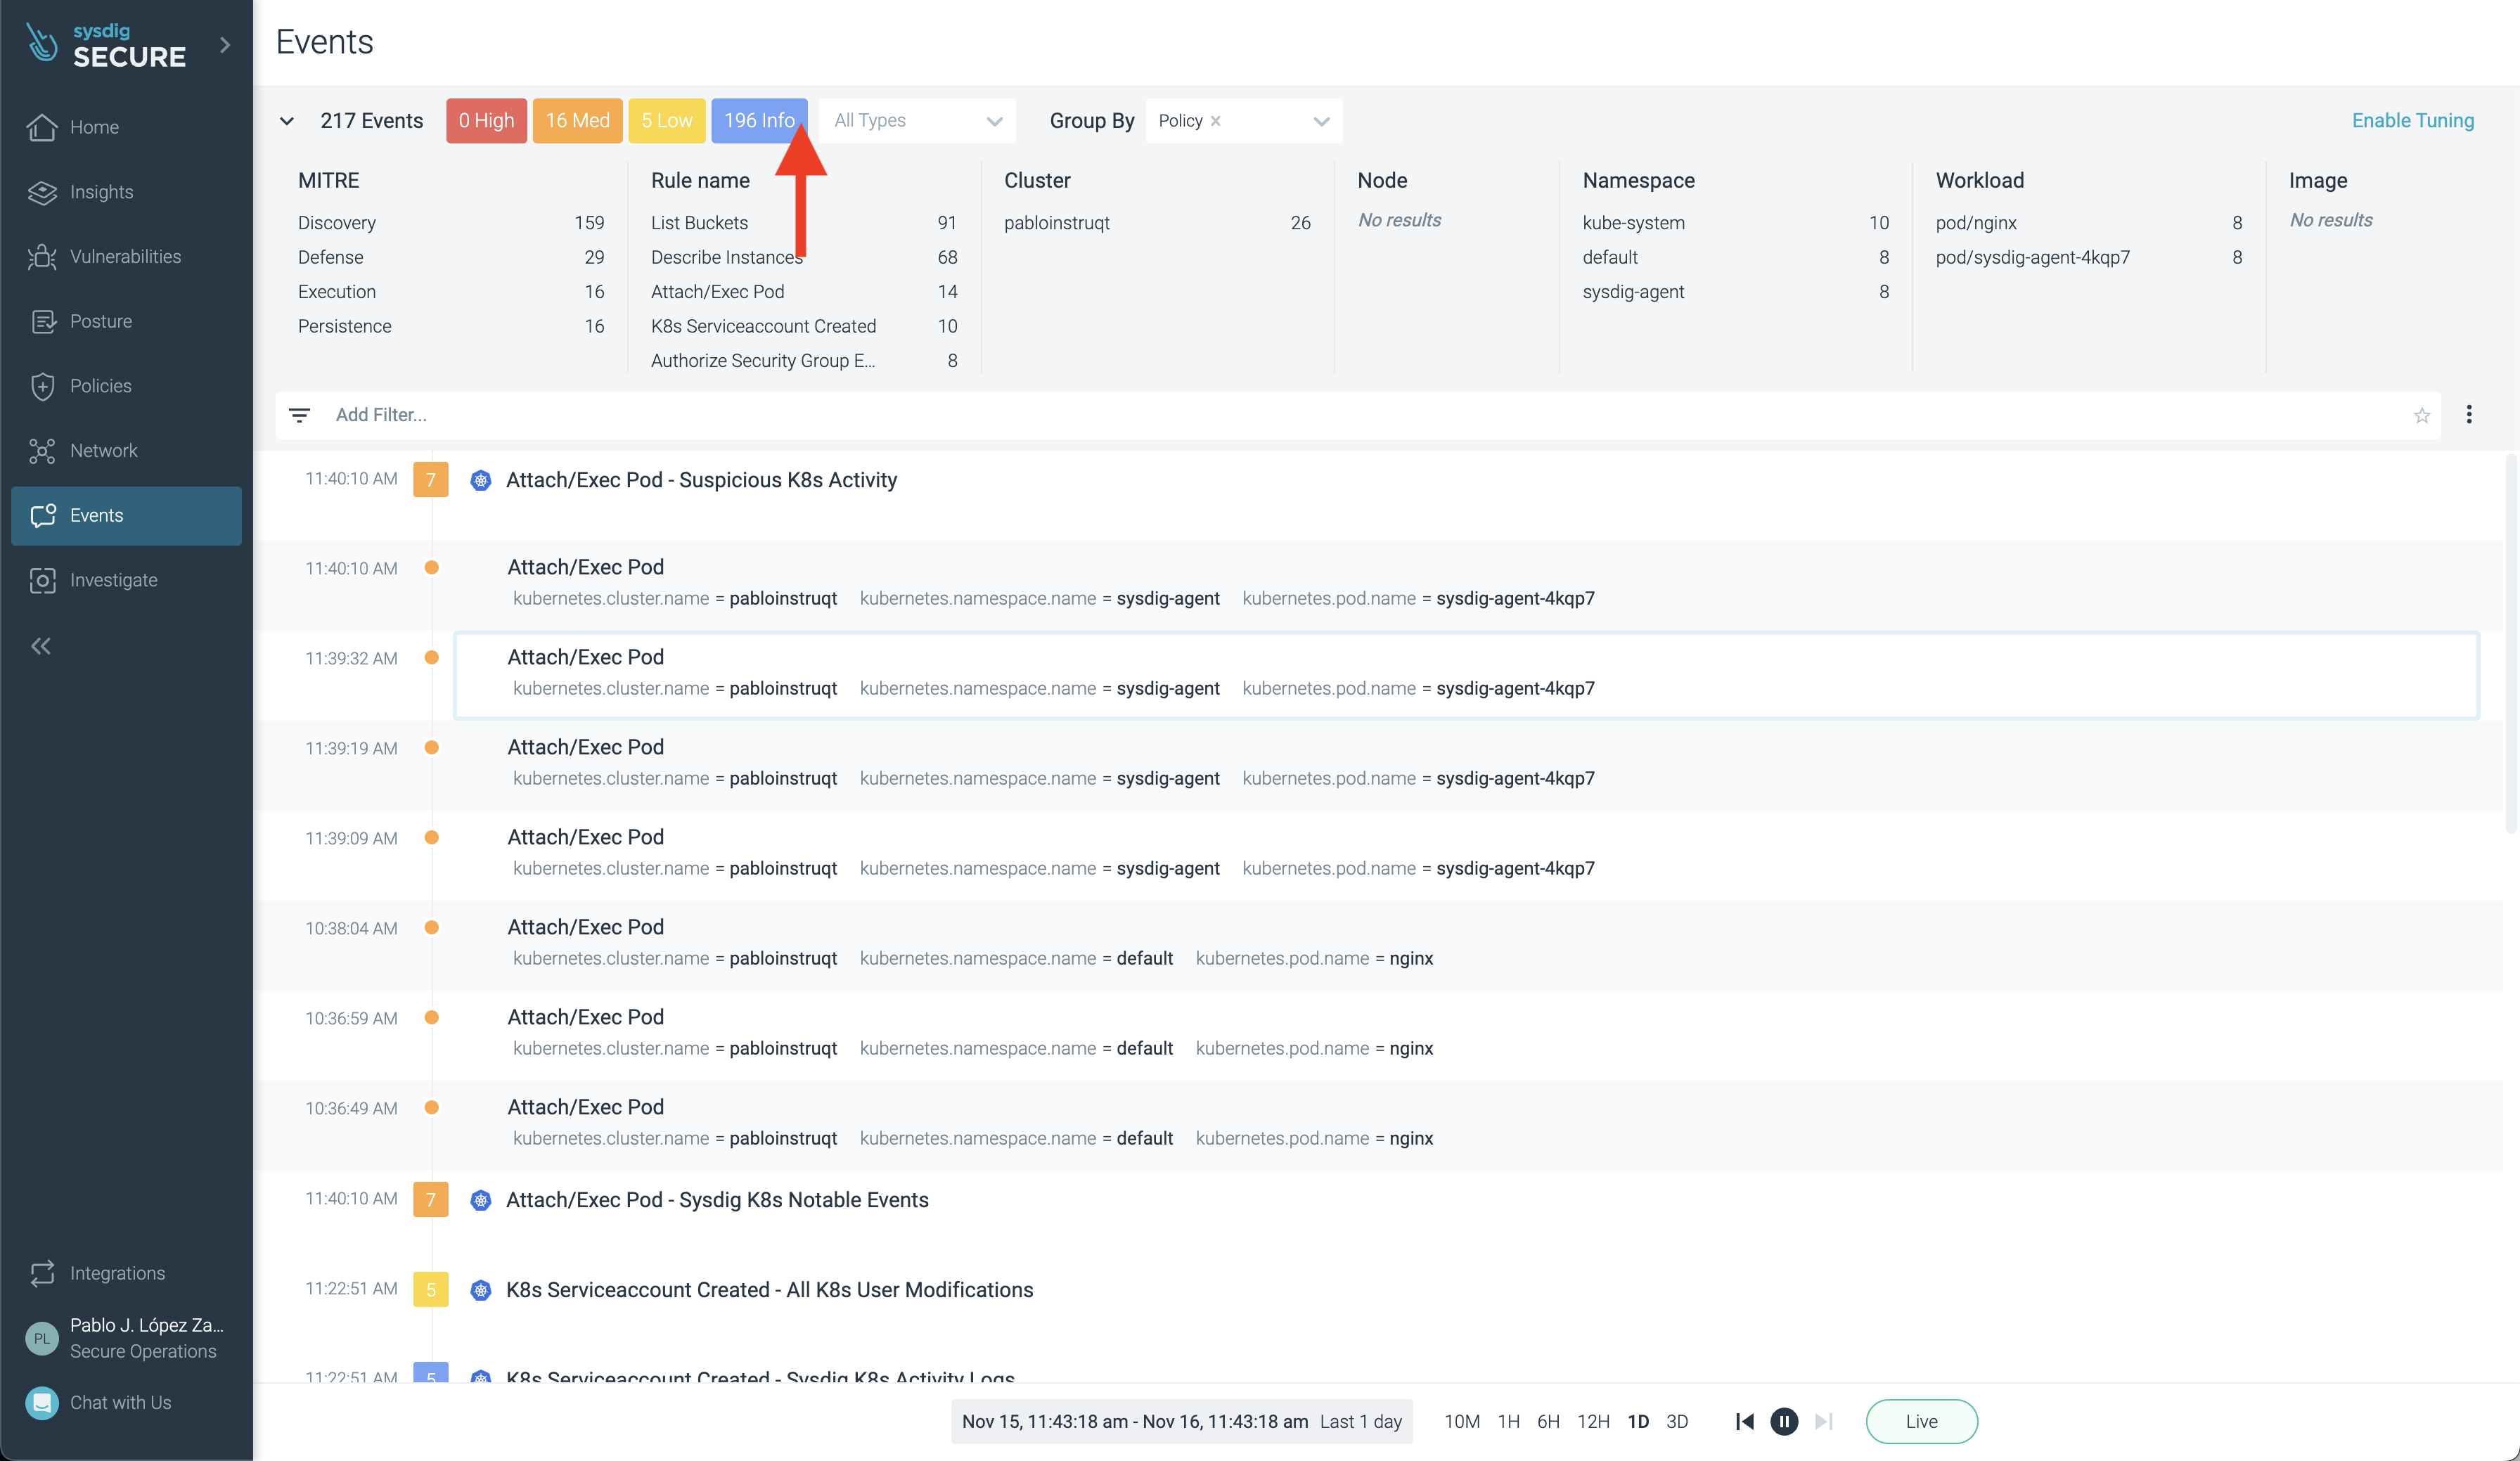 sysdig
SECURE
Home
Insights
Vulnerabilities
Posture
Policies
Network
Events
Investigate
Integrations
PL
Pablo J. López Za...
Secure Operations
Chat with Us
Events
217 Events 0 High 16 Med 5 Low 196 Info All Types Group By Policy × Enable Tuning
MITRE
Discovery 159
Defense 29
Execution 16
Persistence 16
Rule name
List Buckets 91
Describe Instances 68
Attach/Exec Pod 14
K8s Serviceaccount Created 10
Authorize Security Group E... 8
Cluster
pabloinstruqt 26
Node
No results
Namespace
kube-system 10
default 8
sysdig-agent 8
Workload
pod/nginx 8
pod/sysdig-agent-4kqp7 8
Image
No results
Add Filter...
11:40:10 AM 7 Attach/Exec Pod - Suspicious K8s Activity
11:40:10 AM Attach/Exec Pod
kubernetes.cluster.name = pabloinstruqt kubernetes.namespace.name = sysdig-agent kubernetes.pod.name = sysdig-agent-4kqp7
11:39:32 AM Attach/Exec Pod
kubernetes.cluster.name = pabloinstruqt kubernetes.namespace.name = sysdig-agent kubernetes.pod.name = sysdig-agent-4kqp7
11:39:19 AM Attach/Exec Pod
kubernetes.cluster.name = pabloinstruqt kubernetes.namespace.name = sysdig-agent kubernetes.pod.name = sysdig-agent-4kqp7
11:39:09 AM Attach/Exec Pod
kubernetes.cluster.name = pabloinstruqt kubernetes.namespace.name = sysdig-agent kubernetes.pod.name = sysdig-agent-4kqp7
10:38:04 AM Attach/Exec Pod
kubernetes.cluster.name = pabloinstruqt kubernetes.namespace.name = default kubernetes.pod.name = nginx
10:36:59 AM Attach/Exec Pod
kubernetes.cluster.name = pabloinstruqt kubernetes.namespace.name = default kubernetes.pod.name = nginx
10:36:49 AM Attach/Exec Pod
kubernetes.cluster.name = pabloinstruqt kubernetes.namespace.name = default kubernetes.pod.name = nginx
11:40:10 AM 7 Attach/Exec Pod - Sysdig K8s Notable Events
11:22:51 AM 5 K8s Serviceaccount Created - All K8s User Modifications
11:22:51 AM 5 K8s Serviceaccount Created - Sysdig K8s Activity Logs
Nov 15, 11:43:18 am - Nov 16, 11:43:18 am Last 1 day 10M 1H 6H 12H 1D 3D Live